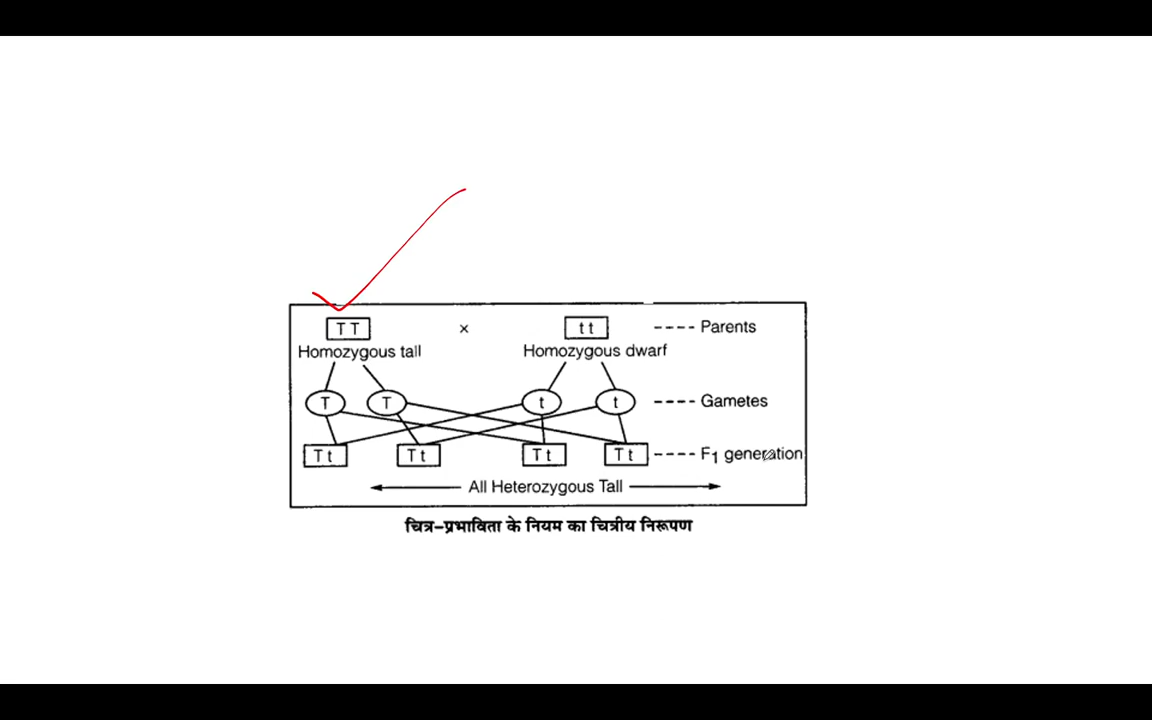 TT × tt ---- Parents
Homozygous tall Homozygous dwarf
T T t t ---- Gametes
Tt Tt Tt Tt ---- F1 generation
All Heterozygous Tall
चित्र-प्रभाविता के नियम का चित्रीय निरूपण